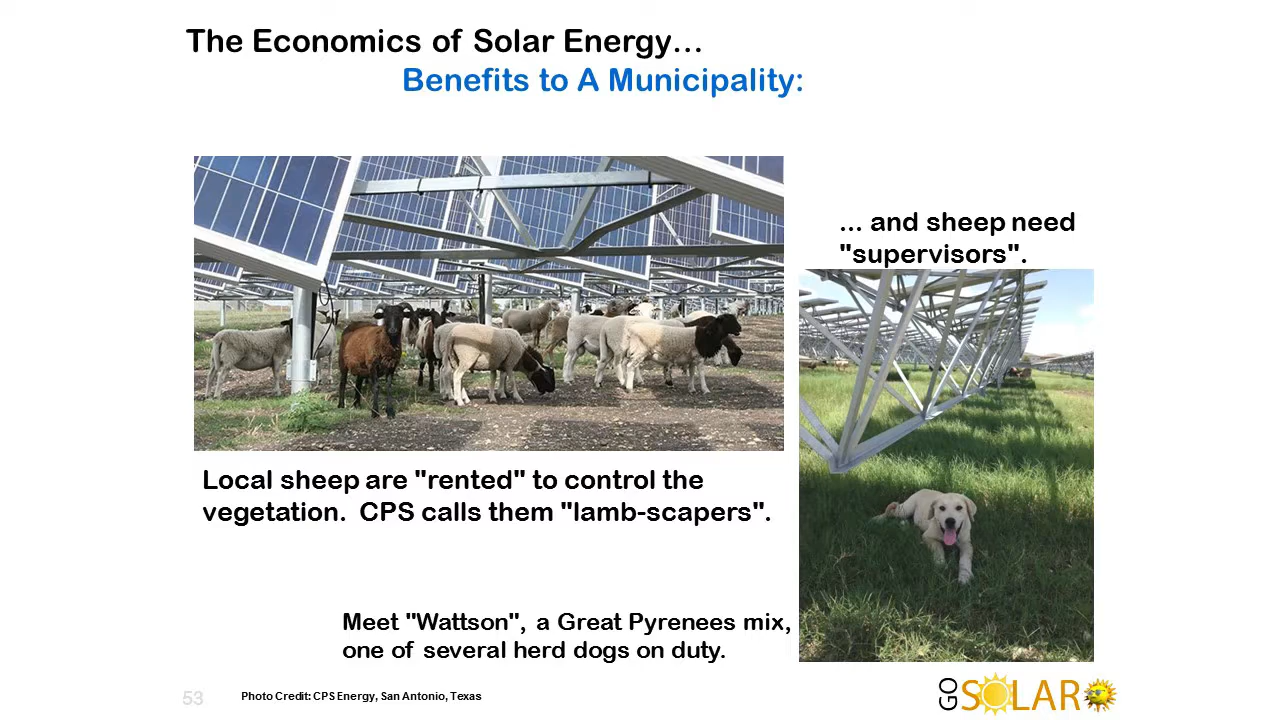 The Economics of Solar Energy…
Benefits to A Municipality:
... and sheep need
"supervisors".
Local sheep are "rented" to control the
vegetation.  CPS calls them "lamb-scapers".
Meet "Wattson", a Great Pyrenees mix,
one of several herd dogs on duty.
53
Photo Credit: CPS Energy, San Antonio, Texas
GO SOLAR